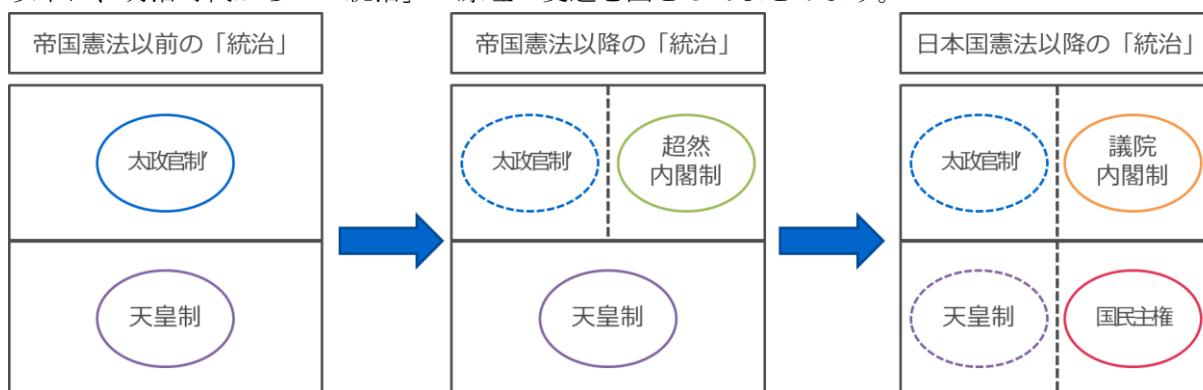 帝国憲法以前の「統治」
帝国憲法以降の「統治」
日本国憲法以降の「統治」
太政官制'
太政官制'
超然
内閣制
太政官制'
議院
内閣制
天皇制
天皇制
天皇制
国民主権